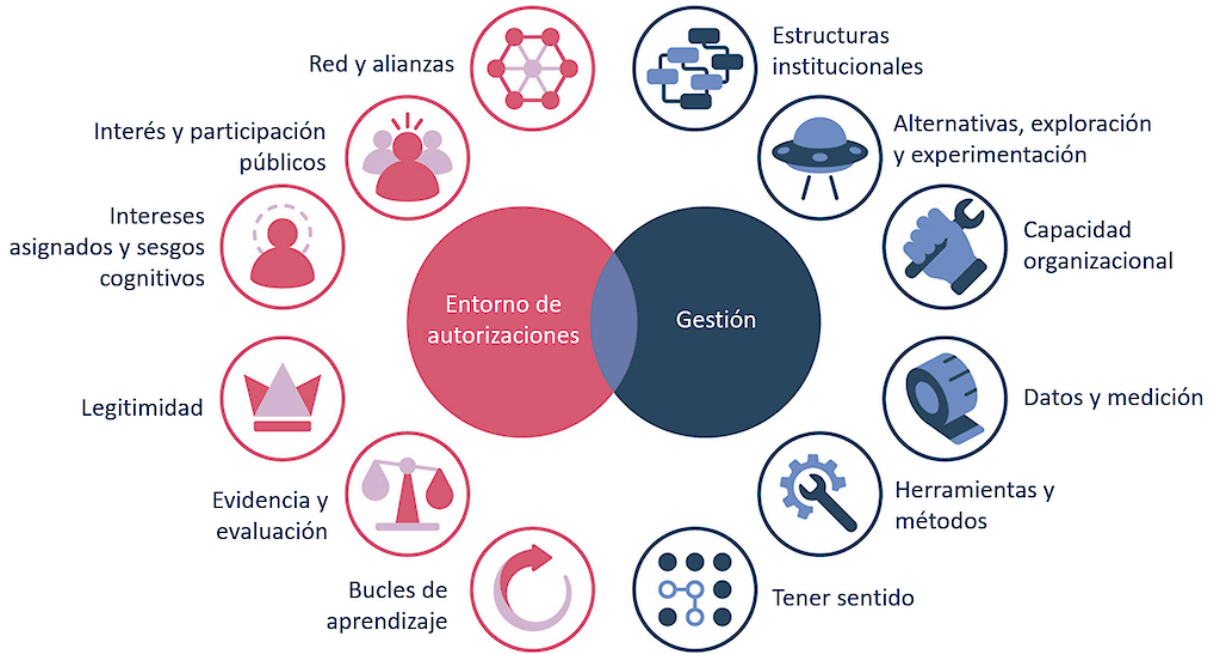 Red y alianzas
Interés y participación
públicos
Intereses
asignados y sesgos
cognitivos
Legitimidad
Evidencia y
evaluación
Bucles de
aprendizaje
Entorno de
autorizaciones
Gestión
Estructuras
institucionales
Alternativas, exploración
y experimentación
Capacidad
organizacional
Datos y medición
Herramientas y
métodos
Tener sentido